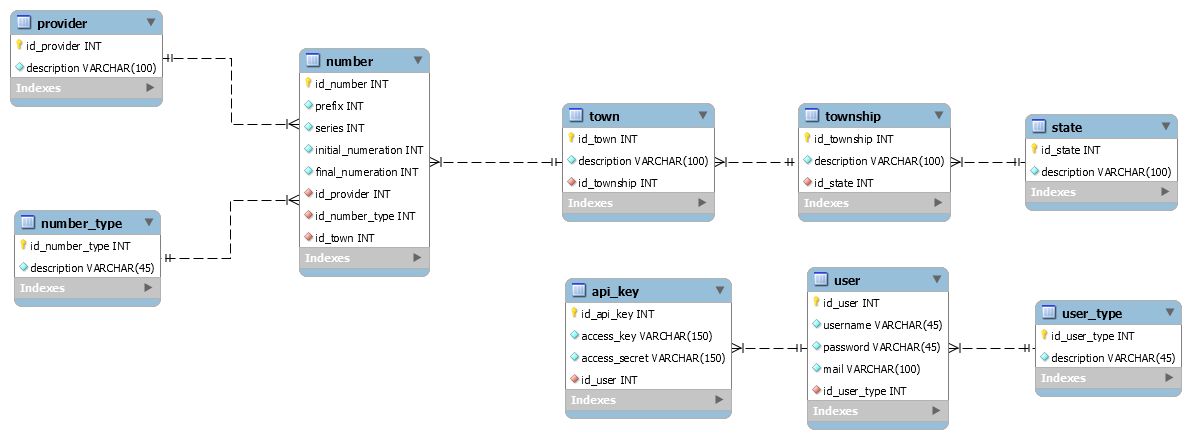 provider
id_provider INT
description VARCHAR(100)
Indexes
number
id_number INT
prefix INT
series INT
initial_numeration INT
final_numeration INT
id_provider INT
id_number_type INT
id_town INT
Indexes
number_type
id_number_type INT
description VARCHAR(45)
Indexes
town
id_town INT
description VARCHAR(100)
id_township INT
Indexes
township
id_township INT
description VARCHAR(100)
id_state INT
Indexes
state
id_state INT
description VARCHAR(100)
Indexes
api_key
id_api_key INT
access_key VARCHAR(150)
access_secret VARCHAR(150)
id_user INT
Indexes
user
id_user INT
username VARCHAR(45)
password VARCHAR(45)
mail VARCHAR(100)
id_user_type INT
Indexes
user_type
id_user_type INT
description VARCHAR(45)
Indexes